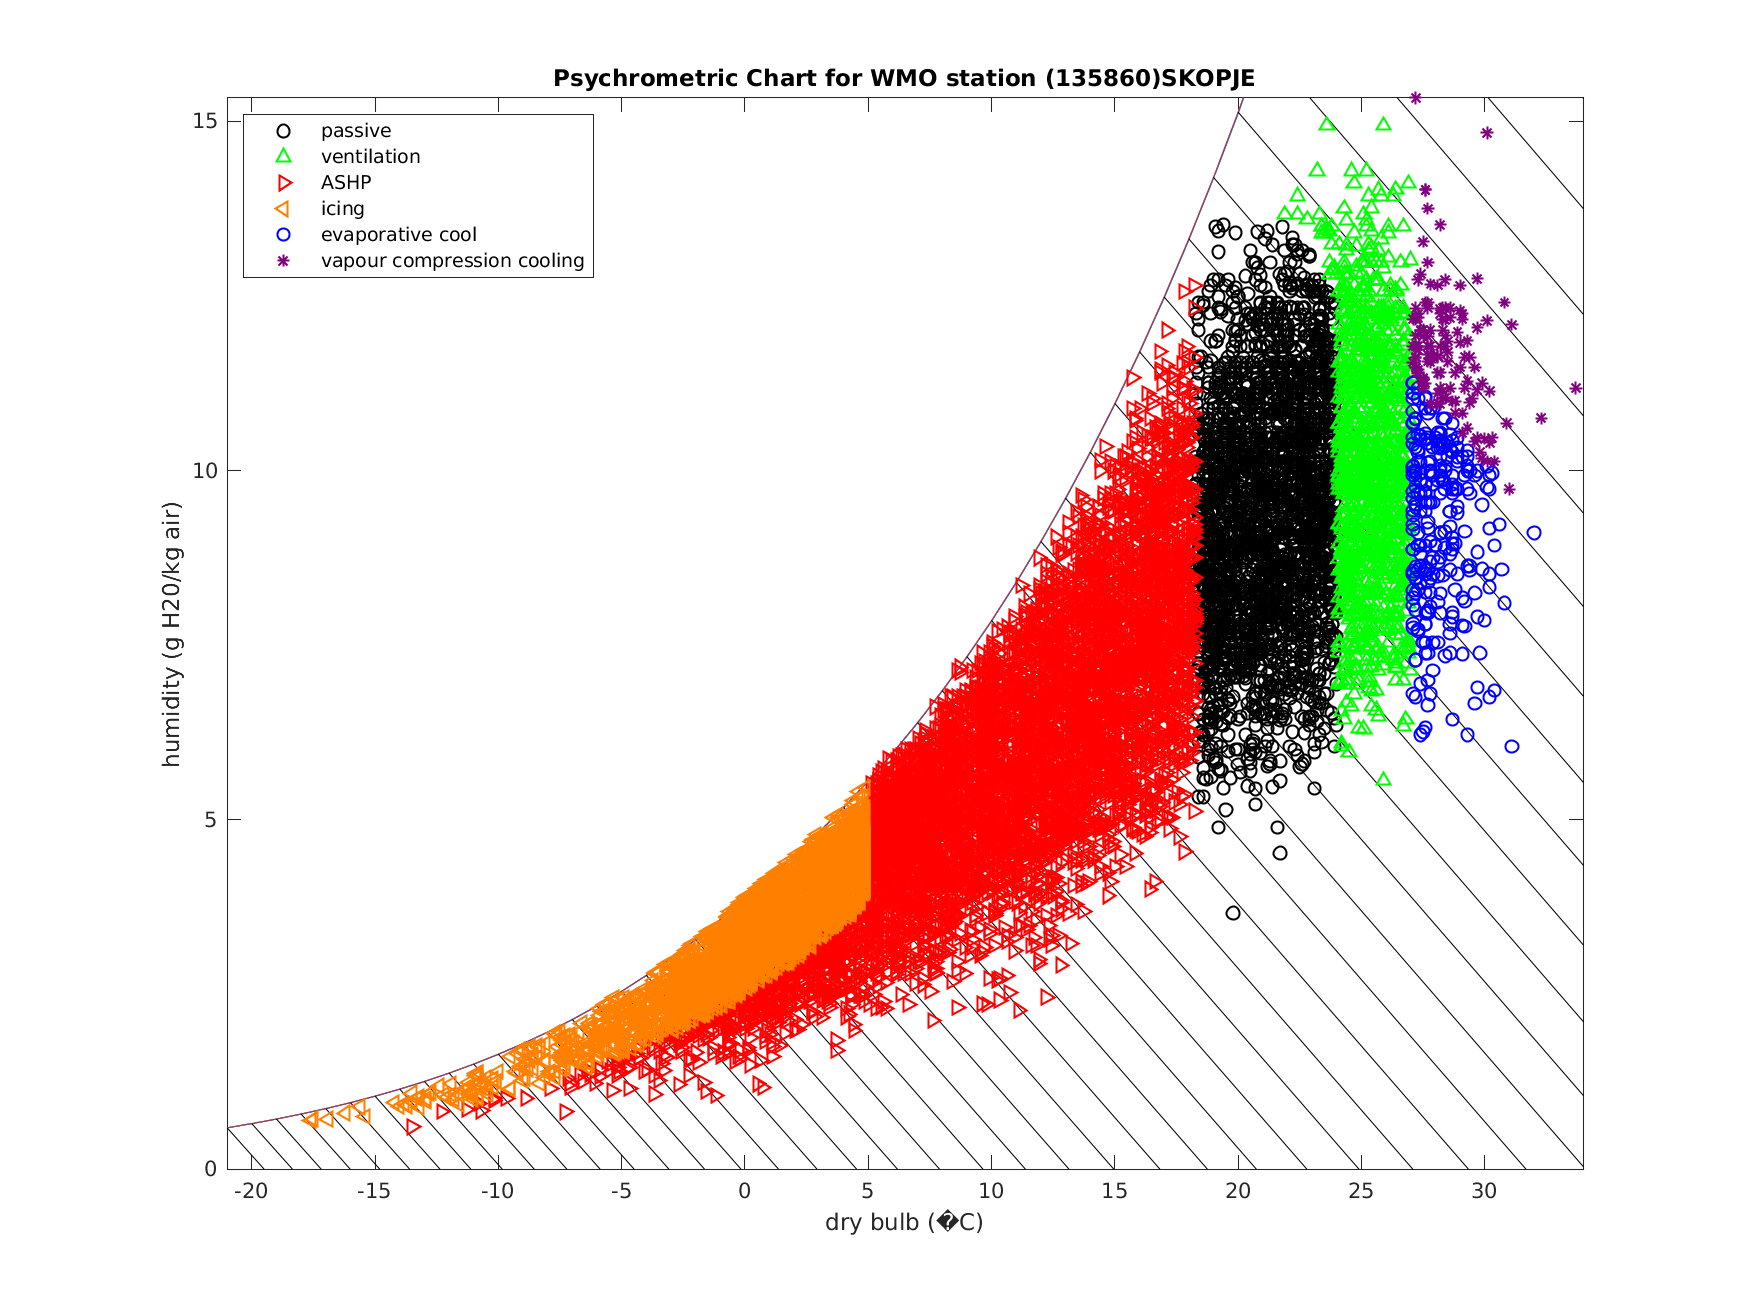 Psychrometric Chart for WMO station (135860)SKOPJE
passive
ventilation
ASHP
icing
evaporative cool
vapour compression cooling
humidity (g H20/kg air)
15
10
5
0
-20 -15 -10 -5 0 5 10 15 20 25 30
dry bulb (�C)